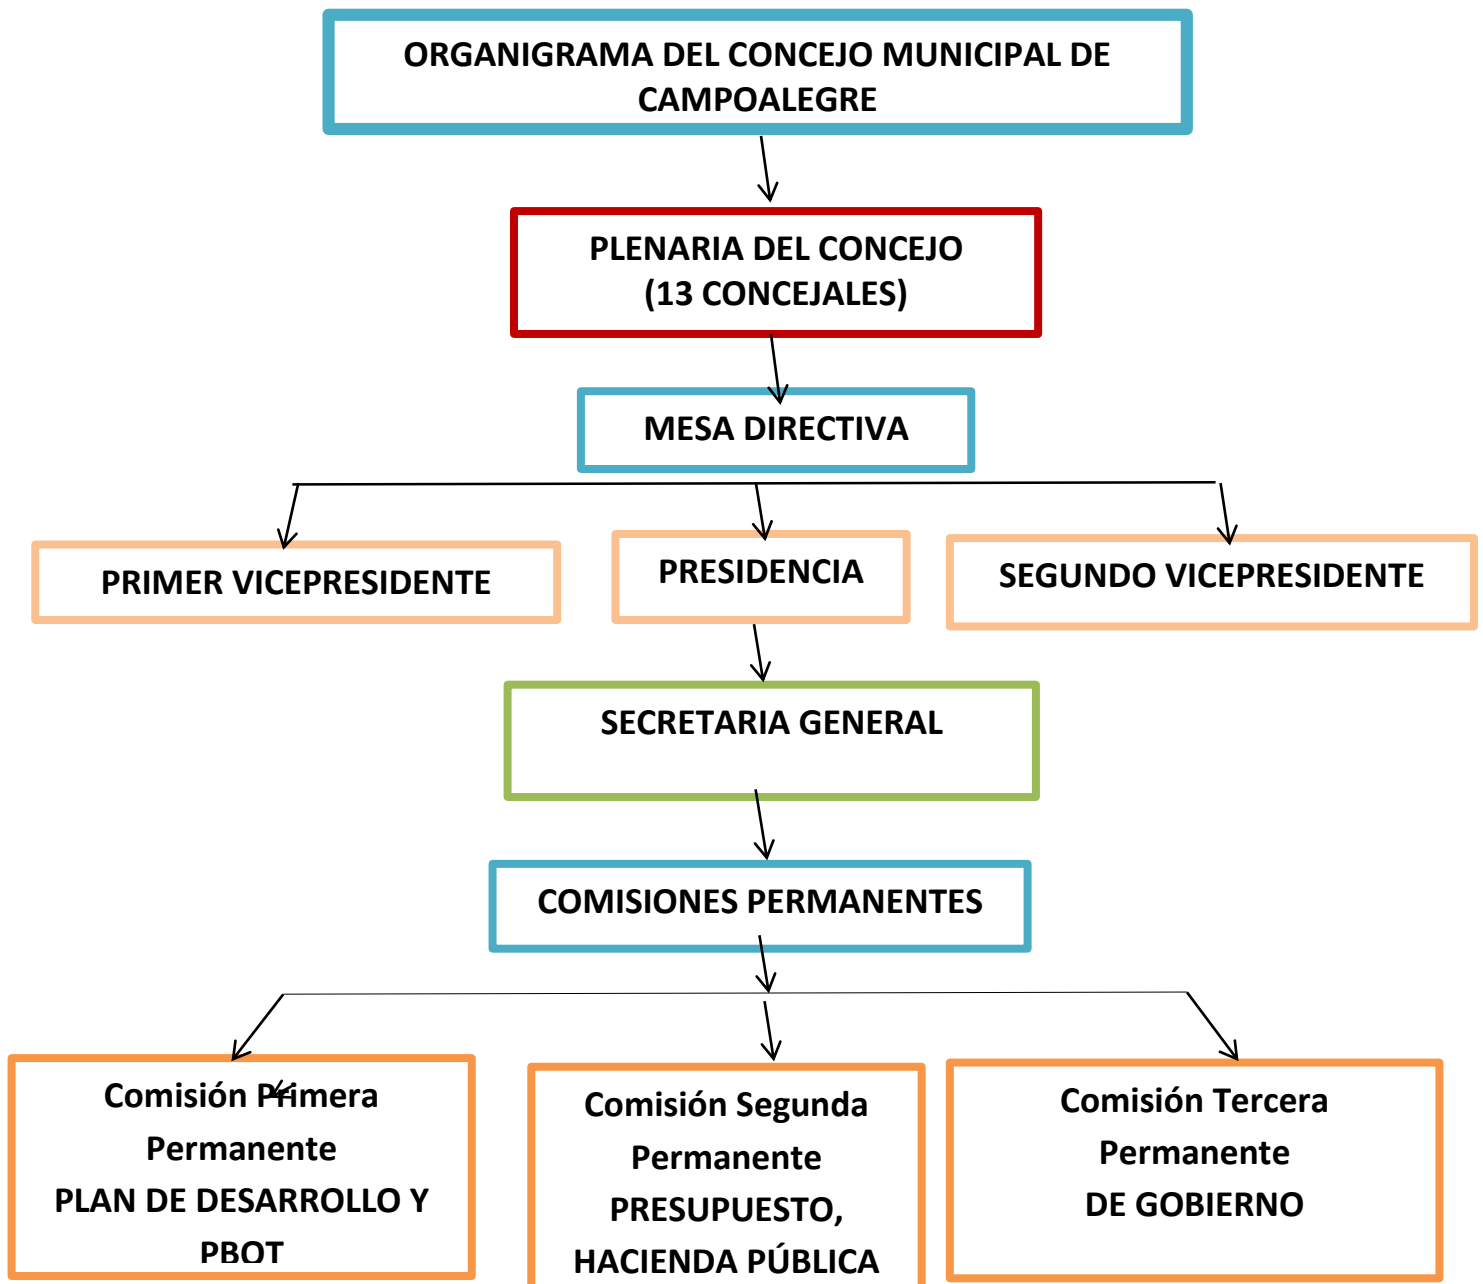 ORGANIGRAMA DEL CONCEJO MUNICIPAL DE
CAMPOALEGRE
PLENARIA DEL CONCEJO
(13 CONCEJALES)
MESA DIRECTIVA
PRIMER VICEPRESIDENTE
PRESIDENCIA
SEGUNDO VICEPRESIDENTE
SECRETARIA GENERAL
COMISIONES PERMANENTES
Comisión Primera
Permanente
PLAN DE DESARROLLO Y
PBOT
Comisión Segunda
Permanente
PRESUPUESTO,
HACIENDA PÚBLICA
Comisión Tercera
Permanente
DE GOBIERNO